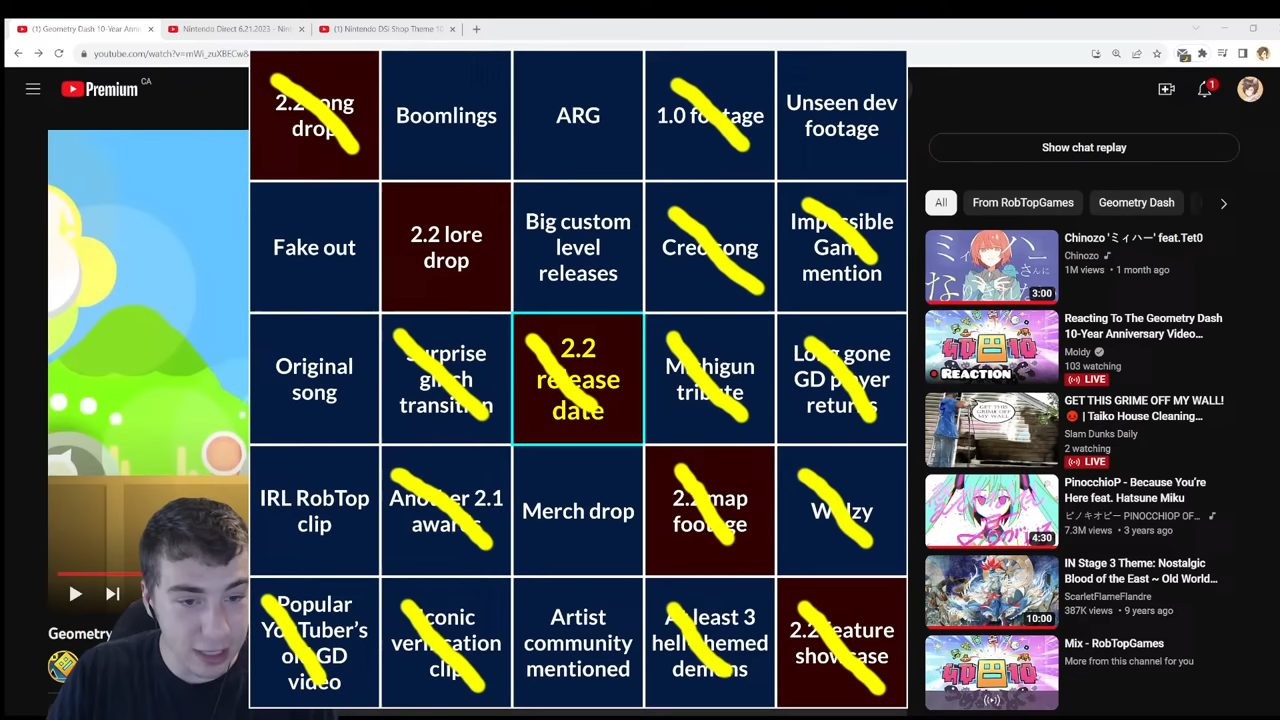 (1) Geometry Dash 10-Year Anni
Nintendo Direct 6.21.2023 – Nint
(1) Nintendo DSi Shop Theme 10
youtube.com/watch?v=mWi_zuXBECw&
Premium
CA
1
2.2 song
drop
Boomlings
ARG
1.0 footage
Unseen dev
footage
Fake out
2.2 lore
drop
Big custom
level
releases
Creo song
Impossible
Game
mention
Original
song
Surprise
glitch
transition
2.2
release
date
Michigun
tribute
Long gone
GD player
returns
IRL RobTop
clip
Another 2.1
awards
Merch drop
2.2 map
footage
Wulzy
Popular
YouTuber's
old GD
video
Iconic
verification
clip
Artist
community
mentioned
At least 3
hell themed
demons
2.2 feature
showcase
Geometry
Show chat replay
All
From RobTopGames
Geometry Dash
Chinozo 'ミィハー' feat.Tet0
Chinozo
1M views • 1 month ago
3:00
Reacting To The Geometry Dash
10-Year Anniversary Video...
Moldy
103 watching
LIVE
REACTION
GET THIS GRIME OFF MY WALL!
| Taiko House Cleaning...
Slam Dunks Daily
2 watching
LIVE
PinocchioP - Because You're
Here feat. Hatsune Miku
ピノキオピー PINOCCHIOP OF...
7.3M views • 3 years ago
4:30
IN Stage 3 Theme: Nostalgic
Blood of the East ~ Old World...
ScarletFlameFlandre
387K views • 9 years ago
10:00
Mix - RobTopGames
More from this channel for you